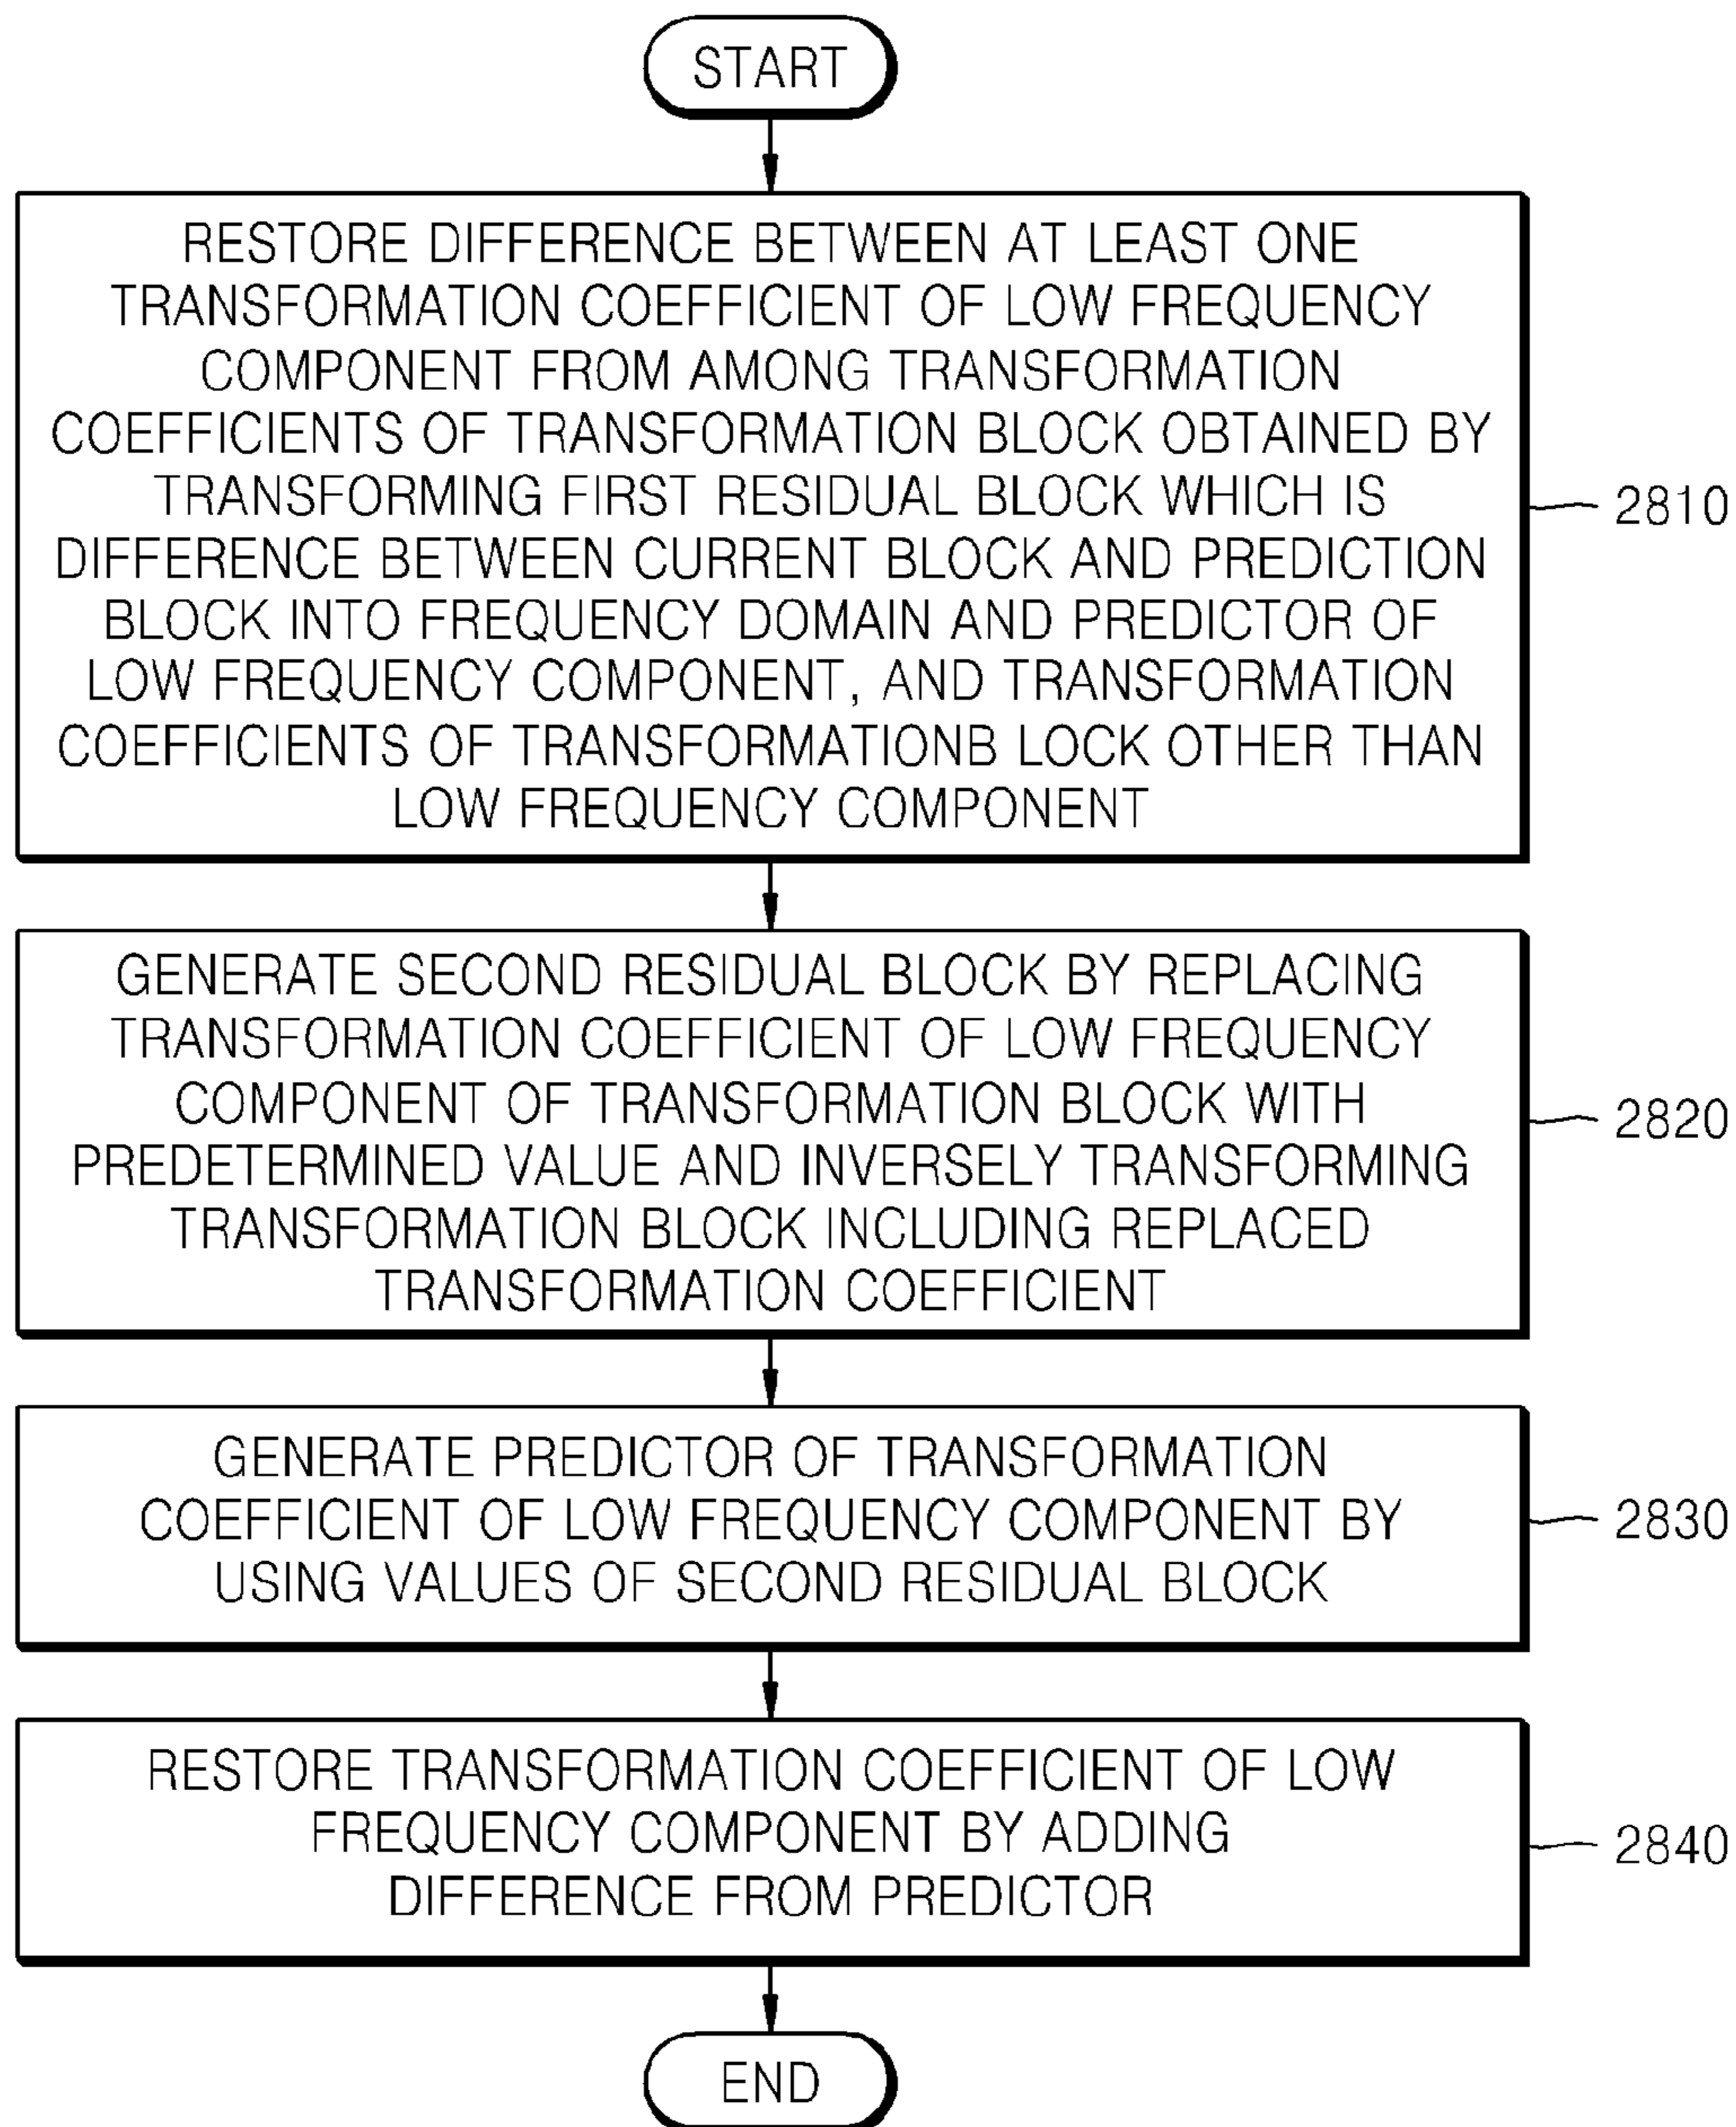 START
RESTORE DIFFERENCE BETWEEN AT LEAST ONE
TRANSFORMATION COEFFICIENT OF LOW FREQUENCY
COMPONENT FROM AMONG TRANSFORMATION
COEFFICIENTS OF TRANSFORMATION BLOCK OBTAINED BY
TRANSFORMING FIRST RESIDUAL BLOCK WHICH IS
DIFFERENCE BETWEEN CURRENT BLOCK AND PREDICTION
BLOCK INTO FREQUENCY DOMAIN AND PREDICTOR OF
LOW FREQUENCY COMPONENT, AND TRANSFORMATION
COEFFICIENTS OF TRANSFORMATIONB LOCK OTHER THAN
LOW FREQUENCY COMPONENT
2810
GENERATE SECOND RESIDUAL BLOCK BY REPLACING
TRANSFORMATION COEFFICIENT OF LOW FREQUENCY
COMPONENT OF TRANSFORMATION BLOCK WITH
PREDETERMINED VALUE AND INVERSELY TRANSFORMING
TRANSFORMATION BLOCK INCLUDING REPLACED
TRANSFORMATION COEFFICIENT
2820
GENERATE PREDICTOR OF TRANSFORMATION
COEFFICIENT OF LOW FREQUENCY COMPONENT BY
USING VALUES OF SECOND RESIDUAL BLOCK
2830
RESTORE TRANSFORMATION COEFFICIENT OF LOW
FREQUENCY COMPONENT BY ADDING
DIFFERENCE FROM PREDICTOR
2840
END